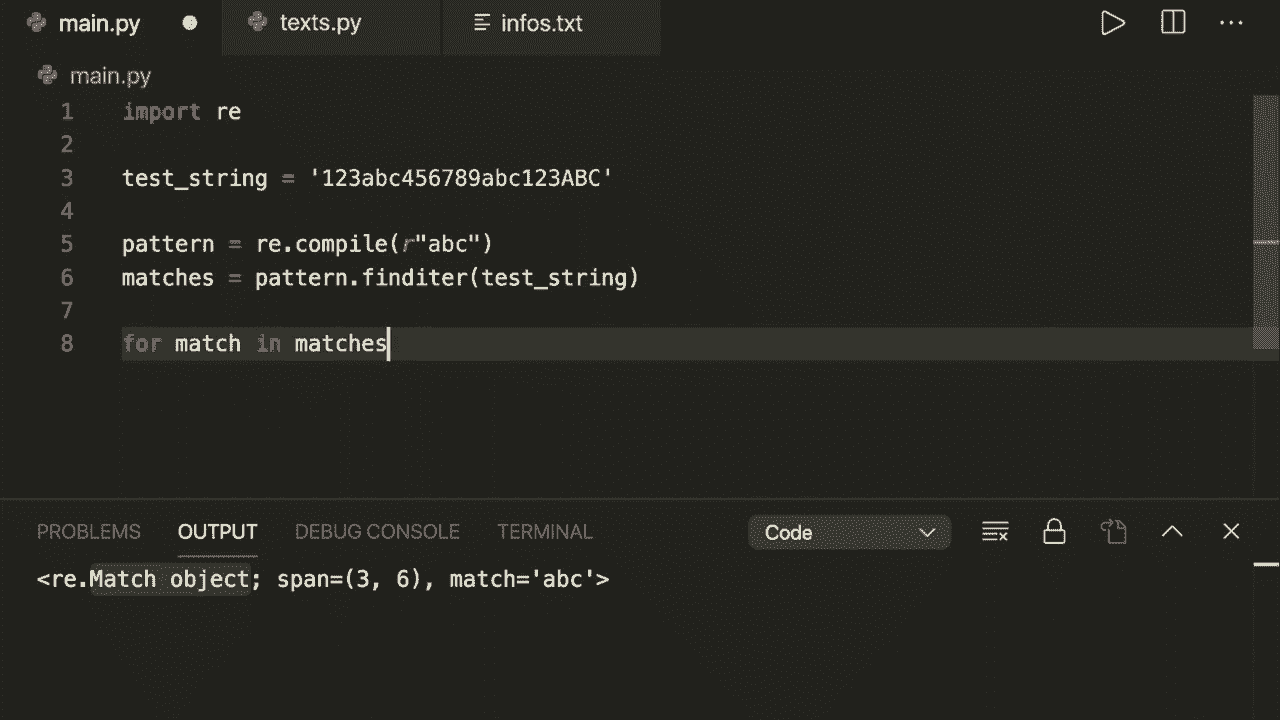 main.py texts.py infos.txt
main.py
1 import re
2
3 test_string = '123abc456789abc123ABC'
4
5 pattern = re.compile(r"abc")
6 matches = pattern.finditer(test_string)
7
8 for match in matches
PROBLEMS OUTPUT DEBUG CONSOLE TERMINAL Code
<re.Match object; span=(3, 6), match='abc'>